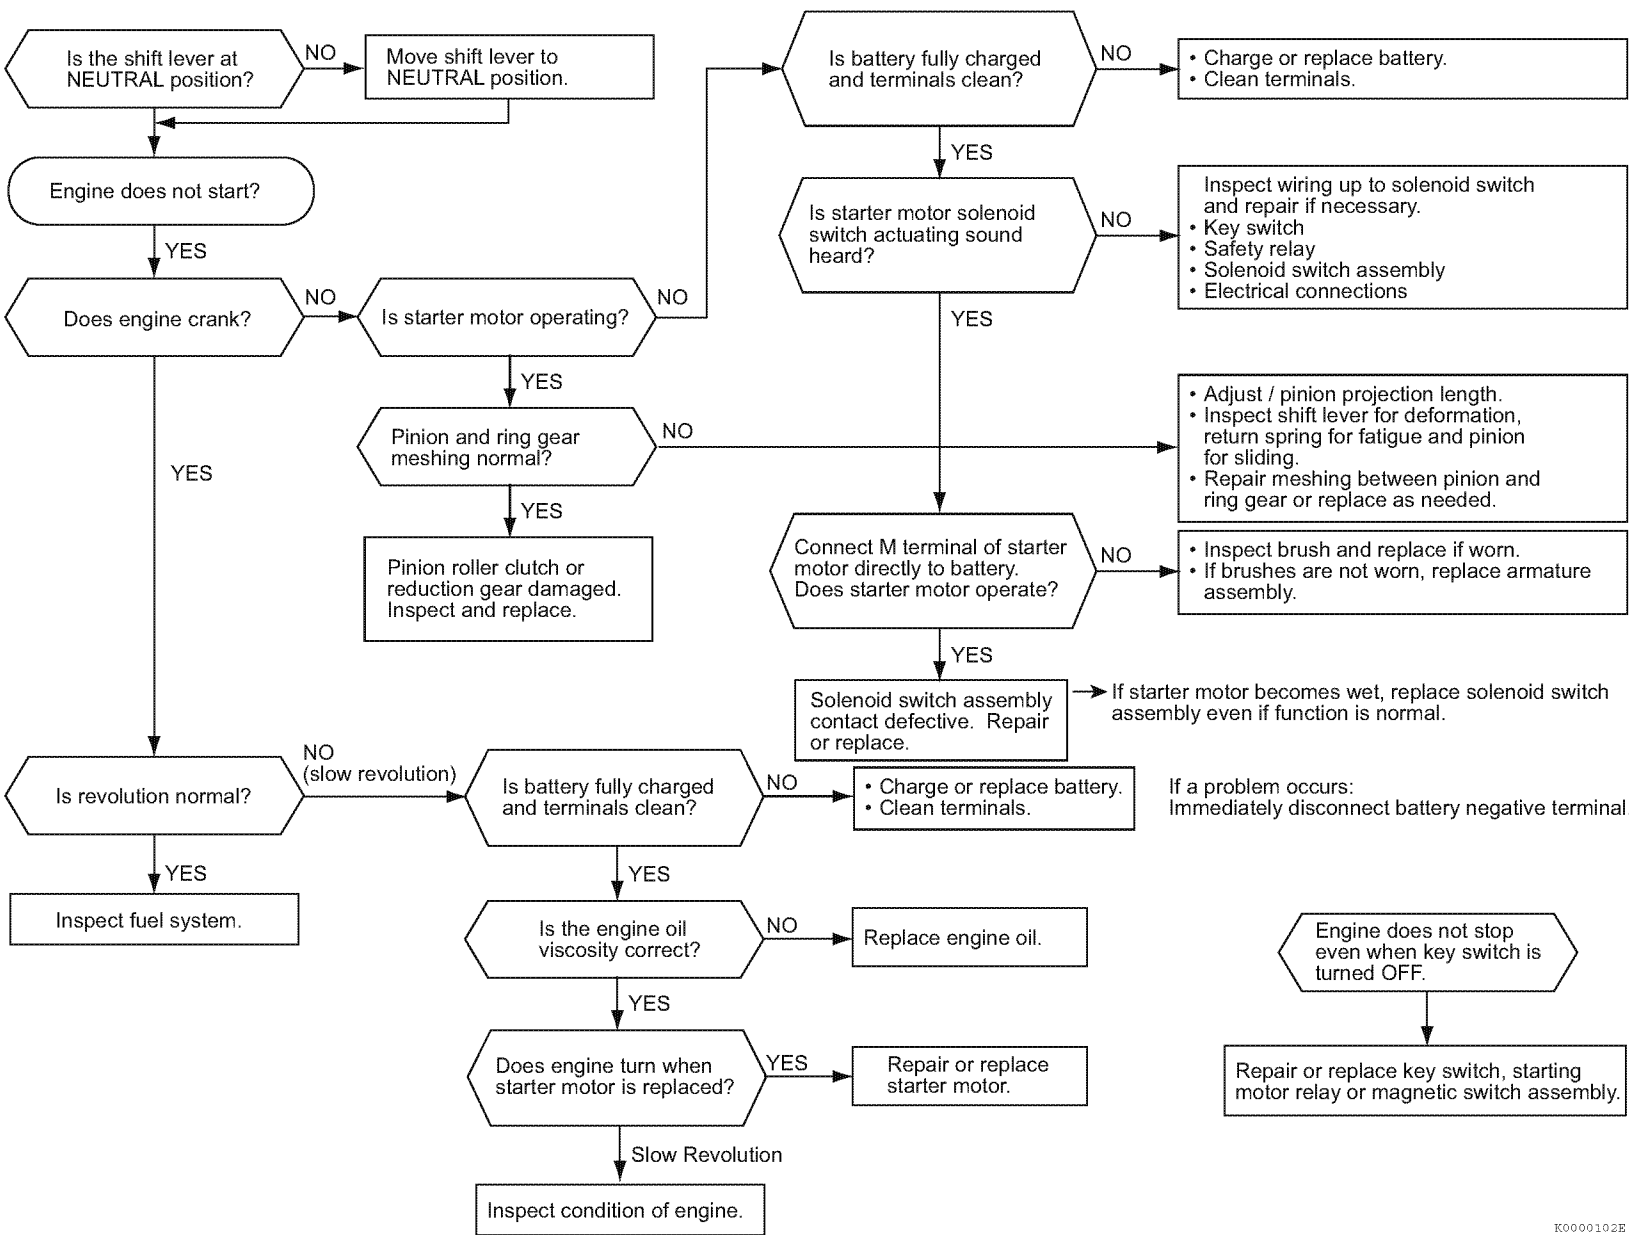 Is the shift lever at
NEUTRAL position?
NO
Move shift lever to
NEUTRAL position.
Engine does not start?
YES
Does engine crank?
NO
Is starter motor operating?
NO
YES
Pinion and ring gear
meshing normal?
NO
YES
Pinion roller clutch or
reduction gear damaged.
Inspect and replace.
YES
Is battery fully charged
and terminals clean?
NO
• Charge or replace battery.
• Clean terminals.
YES
Is starter motor solenoid
switch actuating sound
heard?
NO
Inspect wiring up to solenoid switch
and repair if necessary.
• Key switch
• Safety relay
• Solenoid switch assembly
• Electrical connections
YES
• Adjust / pinion projection length.
• Inspect shift lever for deformation,
return spring for fatigue and pinion
for sliding.
• Repair meshing between pinion and
ring gear or replace as needed.
Connect M terminal of starter
motor directly to battery.
Does starter motor operate?
NO
• Inspect brush and replace if worn.
• If brushes are not worn, replace armature
assembly.
YES
Solenoid switch assembly
contact defective. Repair
or replace.
If starter motor becomes wet, replace solenoid switch
assembly even if function is normal.
Is revolution normal?
NO
(slow revolution)
YES
Inspect fuel system.
Is battery fully charged
and terminals clean?
NO
• Charge or replace battery.
• Clean terminals.
If a problem occurs:
Immediately disconnect battery negative terminal
YES
Is the engine oil
viscosity correct?
NO
Replace engine oil.
YES
Does engine turn when
starter motor is replaced?
YES
Repair or replace
starter motor.
Slow Revolution
Inspect condition of engine.
Engine does not stop
even when key switch is
turned OFF.
Repair or replace key switch, starting
motor relay or magnetic switch assembly.
K0000102E